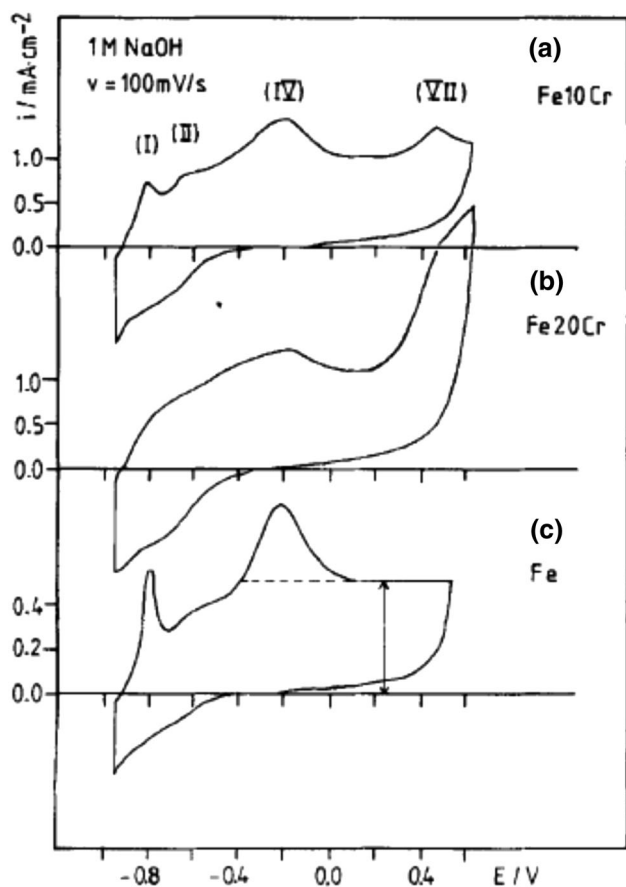 i / mA·cm⁻²
1M NaOH
v = 100mV/s
(a)
Fe10Cr
(I)
(II)
(IV)
(VII)
1.0
0.5
0.0
(b)
Fe20Cr
1.0
0.5
0.0
(c)
Fe
0.4
0.2
0.0
-0.8
-0.4
0.0
0.4
E / V